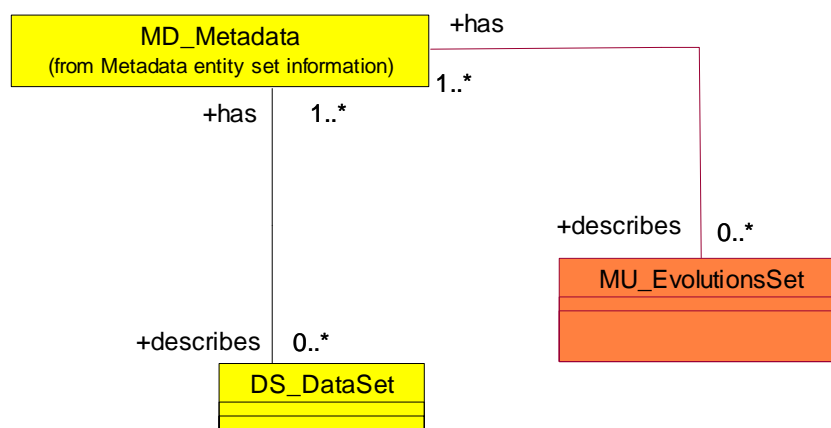 MD_Metadata
(from Metadata entity set information)
+has
1..*
+has
1..*
+describes
0..*
MU_EvolutionsSet
+describes
0..*
DS_DataSet